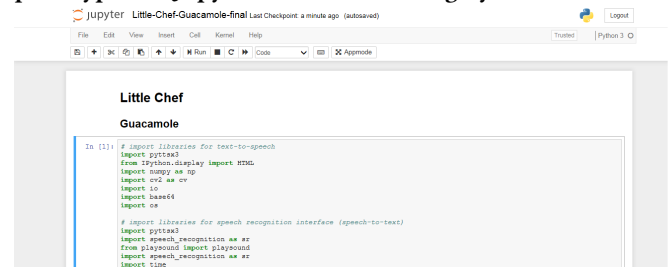 jupyter Little-Chef-Guacamole-final Last Checkpoint: a minute ago (autosaved) Logout
File Edit View Insert Cell Kernel Help Trusted Python 3
Run Code Appmode
Little Chef
Guacamole
In [1]: # import libraries for text-to-speech
import pyttsx3
from IPython.display import HTML
import numpy as np
import cv2 as cv
import io
import base64
import os
# import libraries for speech recognition interface (speech-to-text)
import pyttsx3
import speech_recognition as sr
from playsound import playsound
import speech_recognition as sr
import time